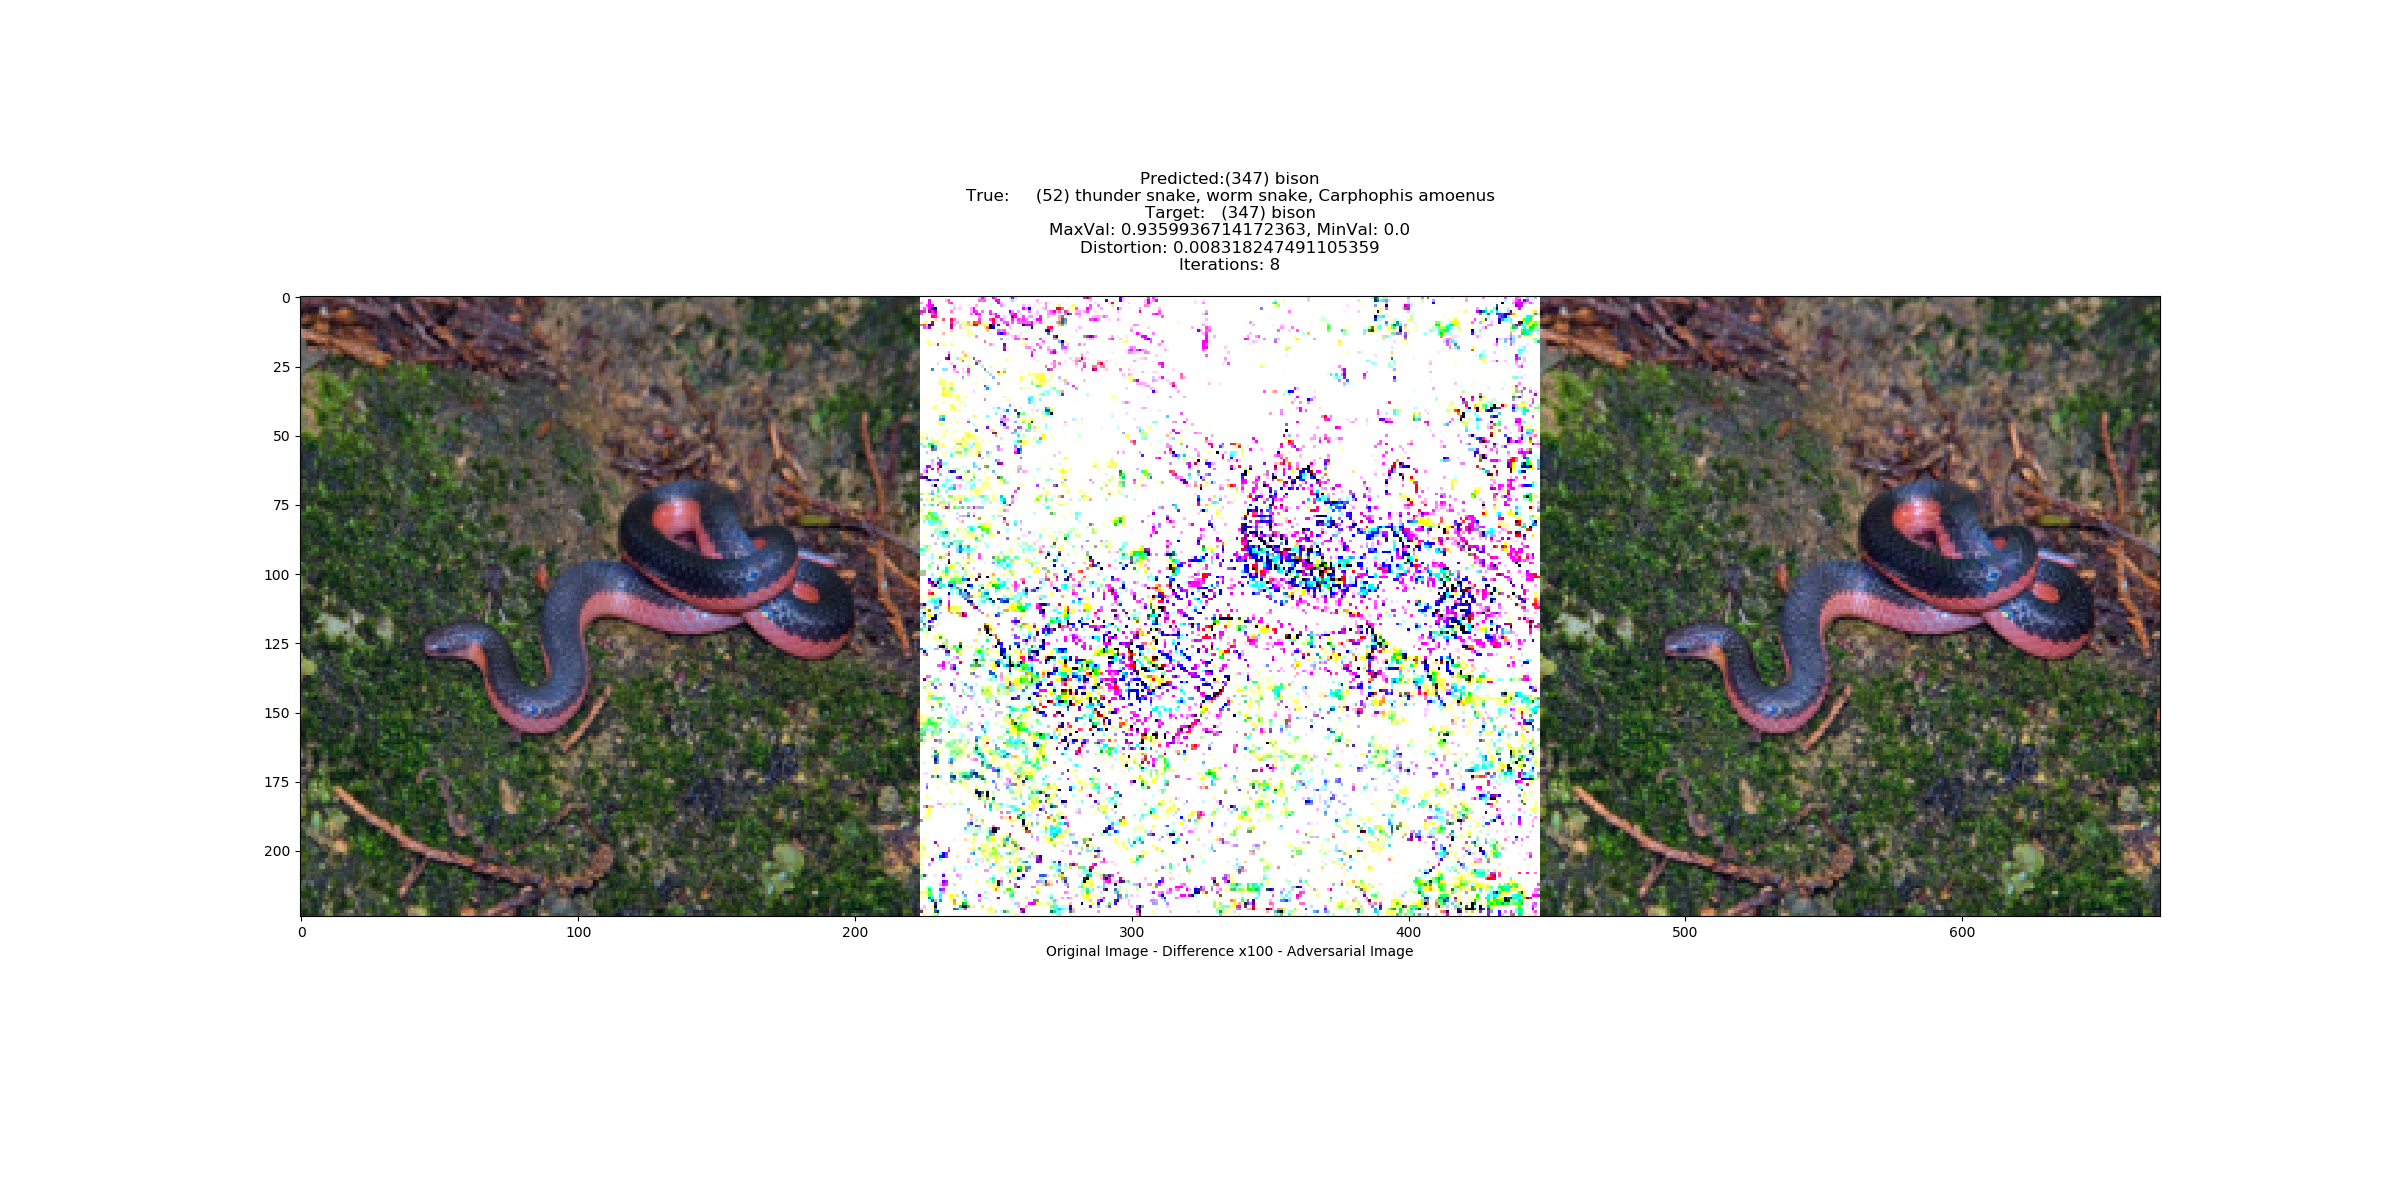 Predicted:(347) bison
True: (52) thunder snake, worm snake, Carphophis amoenus
Target: (347) bison
MaxVal: 0.9359936714172363, MinVal: 0.0
Distortion: 0.008318247491105359
Iterations: 8
0
25
50
75
100
125
150
175
200
0 100 200 300 400 500 600
Original Image - Difference x100 - Adversarial Image